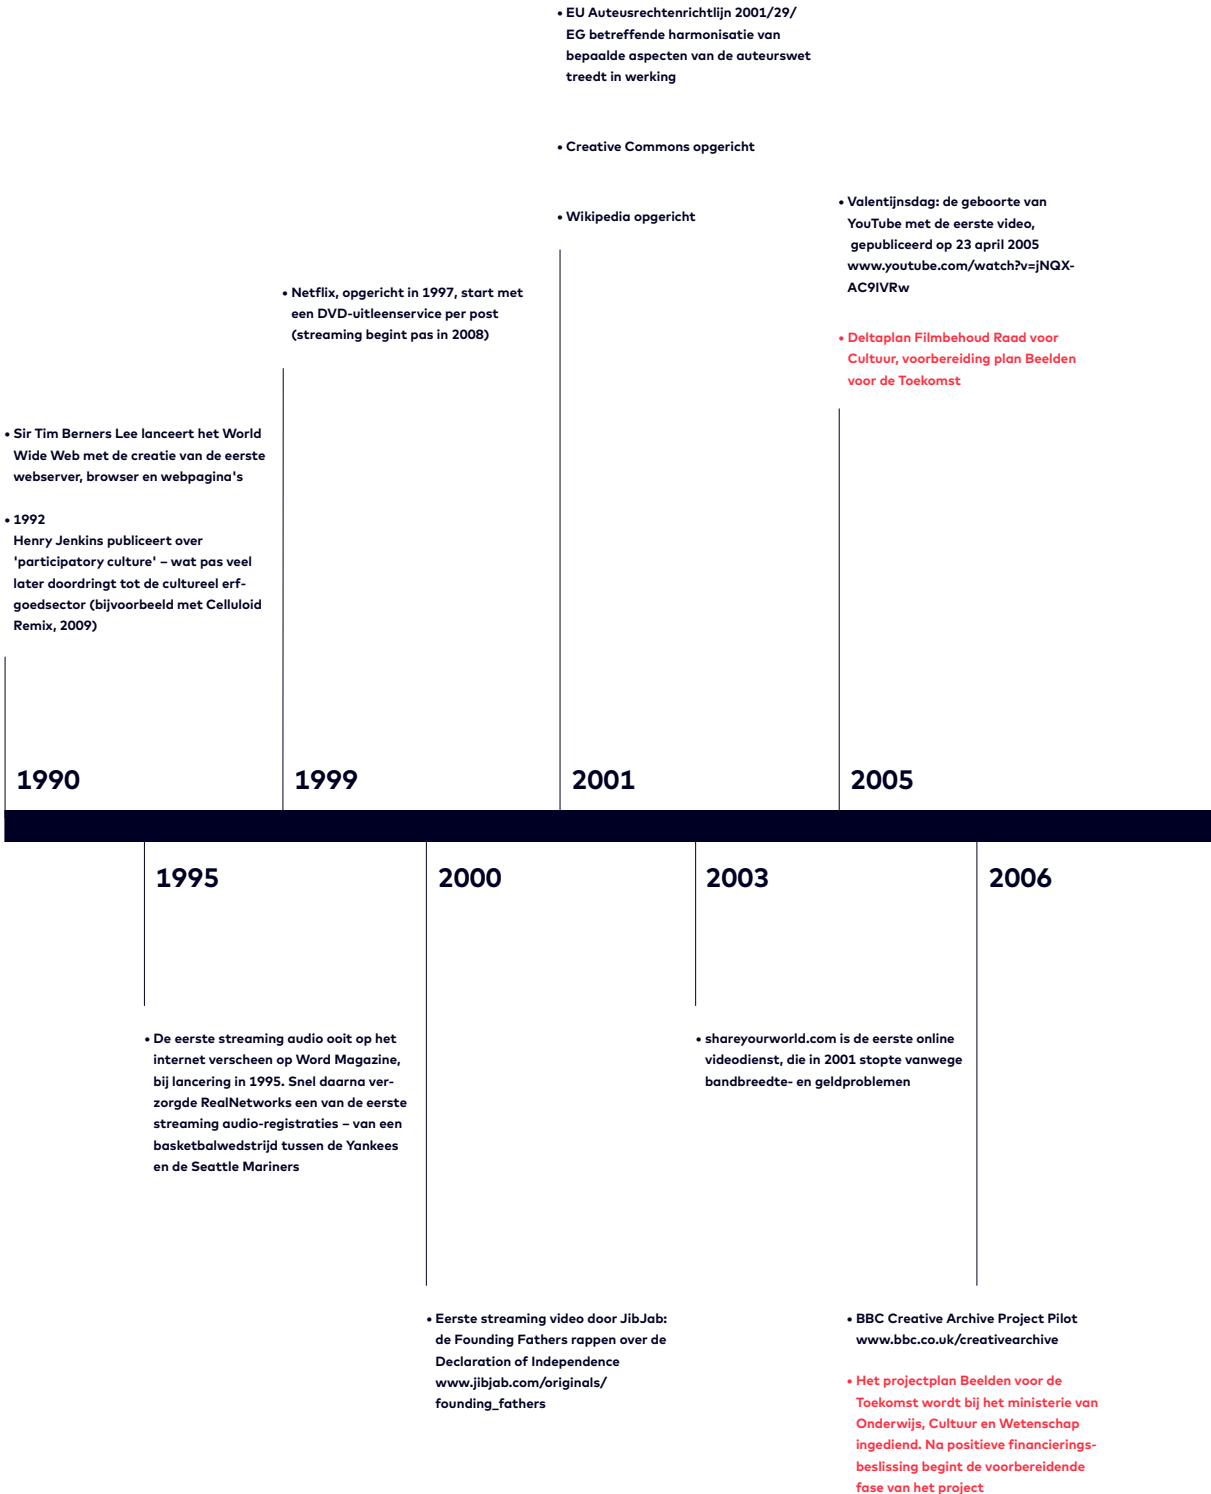 • EU Auteusrechtenrichtlijn 2001/29/
EG betreffende harmonisatie van
bepaalde aspecten van de auteurswet
treedt in werking
• Creative Commons opgericht
• Wikipedia opgericht
• Valentijnsdag: de geboorte van
YouTube met de eerste video,
gepubliceerd op 23 april 2005
www.youtube.com/watch?v=jNQX-
AC9IVRw
• Netflix, opgericht in 1997, start met
een DVD-uitleenservice per post
(streaming begint pas in 2008)
• Deltaplan Filmbehoud Raad voor
Cultuur, voorbereiding plan Beelden
voor de Toekomst
• Sir Tim Berners Lee lanceert het World
Wide Web met de creatie van de eerste
webserver, browser en webpagina's
• 1992
Henry Jenkins publiceert over
'participatory culture' – wat pas veel
later doordringt tot de cultureel erf-
goedsector (bijvoorbeeld met Celluloid
Remix, 2009)
1990
1999
2001
2005
1995
2000
2003
2006
• De eerste streaming audio ooit op het
internet verscheen op Word Magazine,
bij lancering in 1995. Snel daarna ver-
zorgde RealNetworks een van de eerste
streaming audio-registraties – van een
basketbalwedstrijd tussen de Yankees
en de Seattle Mariners
• shareyourworld.com is de eerste online
videodienst, die in 2001 stopte vanwege
bandbreedte- en geldproblemen
• Eerste streaming video door JibJab:
de Founding Fathers rappen over de
Declaration of Independence
www.jibjab.com/originals/
founding_fathers
• BBC Creative Archive Project Pilot
www.bbc.co.uk/creativearchive
• Het projectplan Beelden voor de
Toekomst wordt bij het ministerie van
Onderwijs, Cultuur en Wetenschap
ingediend. Na positieve financierings-
beslissing begint de voorbereidende
fase van het project